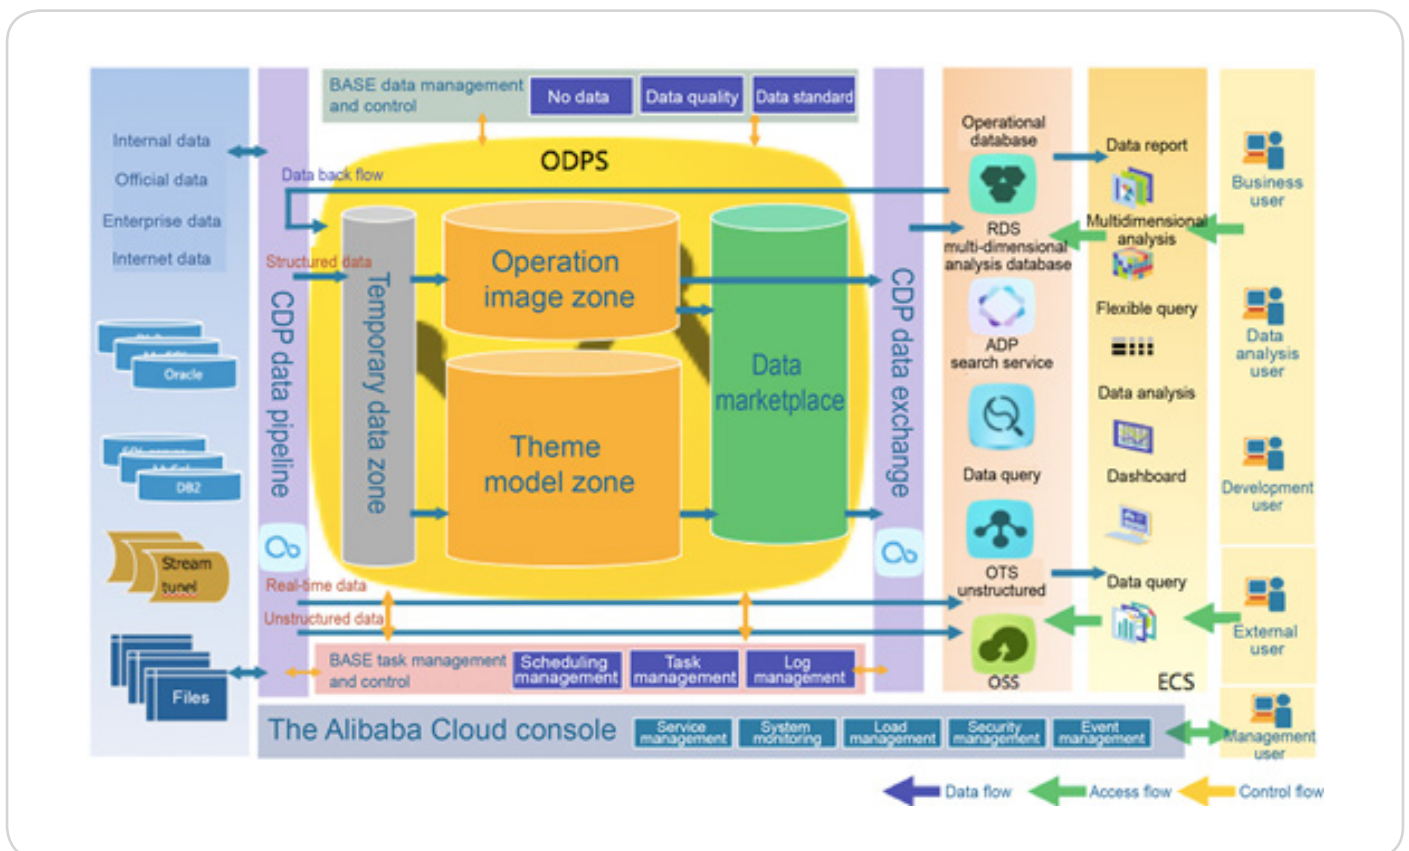 Internal data
Official data
Enterprise data
Internet data
Oracle
DB2
Stream
tunel
Files
CDP data pipeline
BASE data management
and control
No data
Data quality
Data standard
ODPS
Data back flow
Structured data
Temporary data zone
Operation
image zone
Theme
model zone
Data
marketplace
Real-time data
Unstructured data
BASE task management
and control
Scheduling
management
Task
management
Log
management
CDP data exchange
Operational
database
RDS
multi-dimensional
analysis database
ADP
search service
Data query
OTS
unstructured
OSS
Data report
Multidimensional
analysis
Flexible query
Data analysis
Dashboard
Data query
ECS
Business
user
Data
analysis
user
Development
user
External
user
Management
user
The Alibaba Cloud console
Service
management
System
monitoring
Load
management
Security
management
Event
management
Data flow
Access flow
Control flow